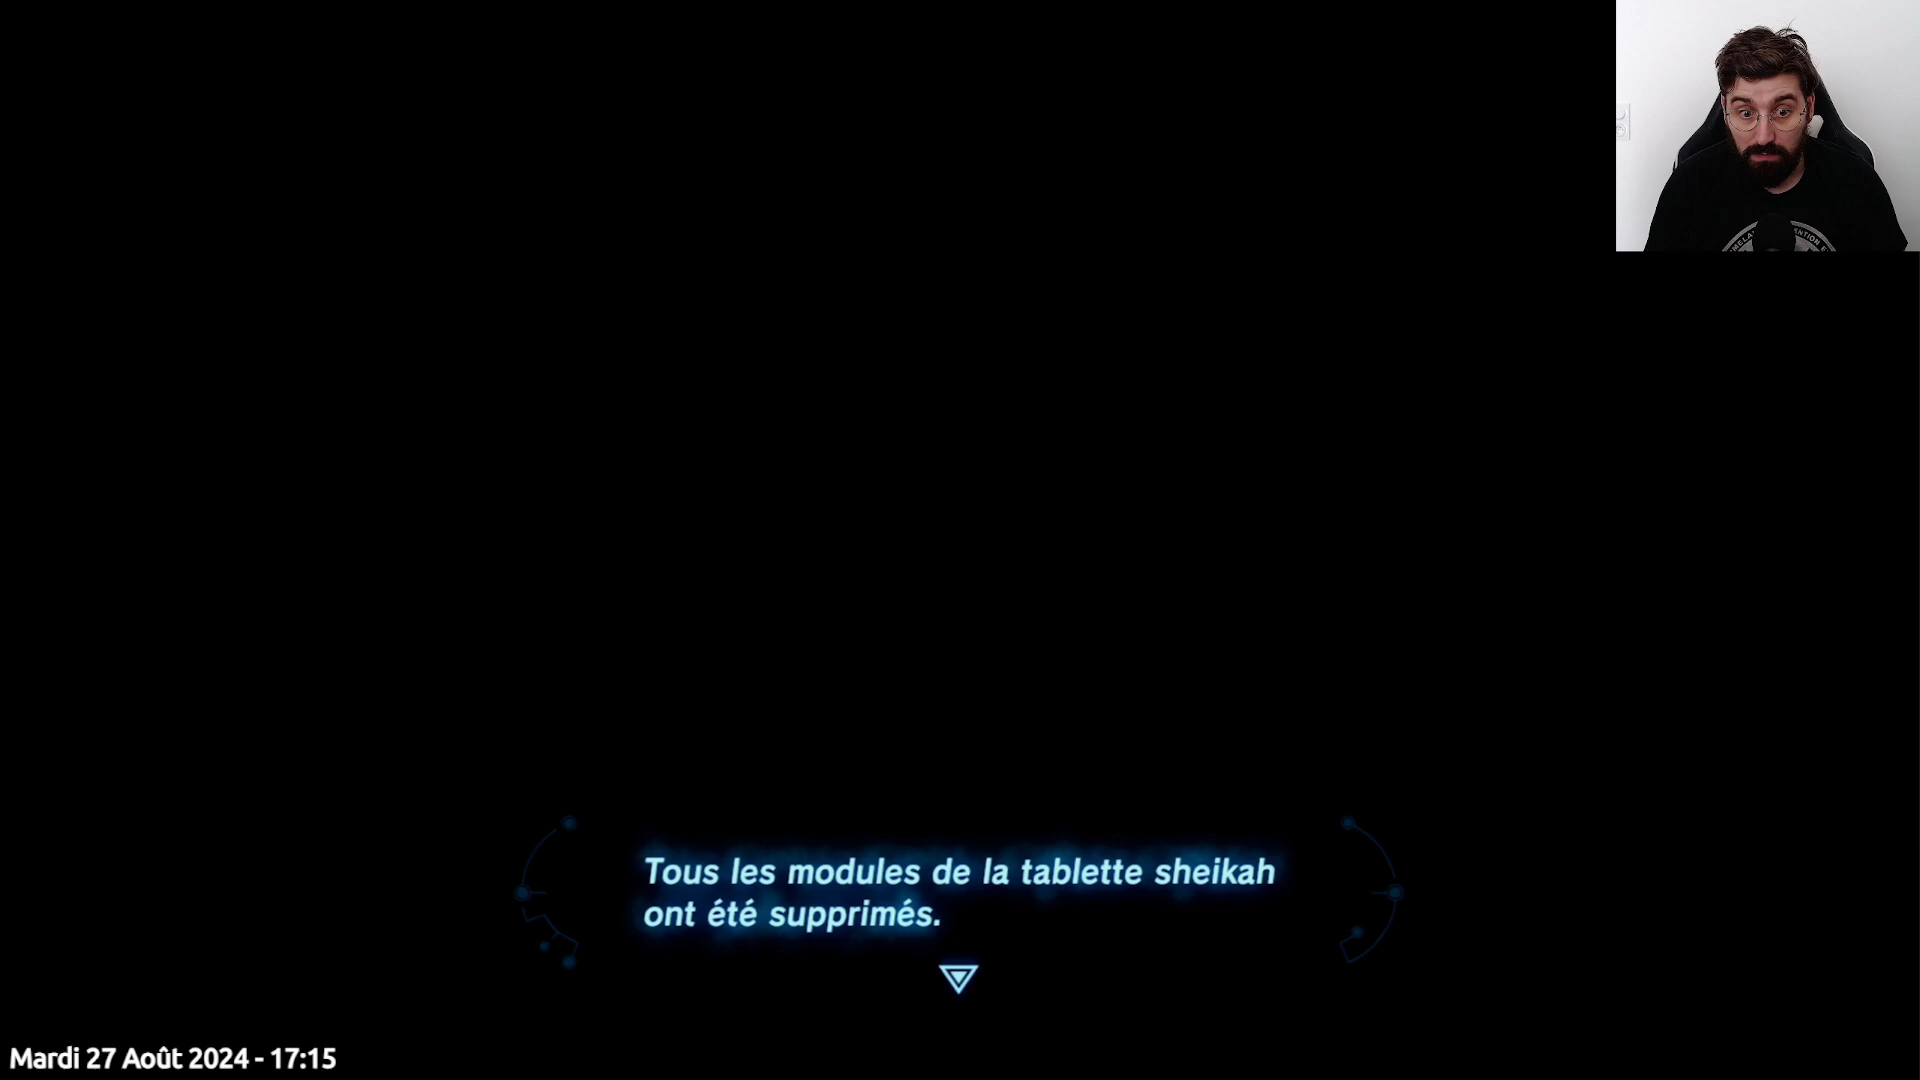 Tous les modules de la tablette sheikah
ont été supprimés.
Mardi 27 Août 2024 - 17:15